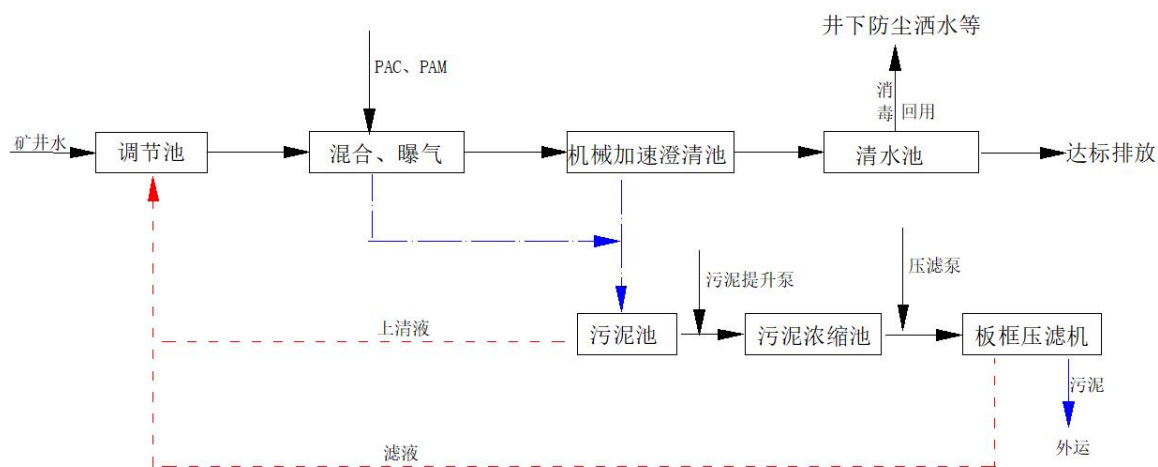 井下防尘洒水等
PAC、PAM
消毒
回用
矿井水
调节池
混合、曝气
机械加速澄清池
清水池
达标排放
污泥提升泵
压滤泵
上清液
污泥池
污泥浓缩池
板框压滤机
污泥
滤液
外运